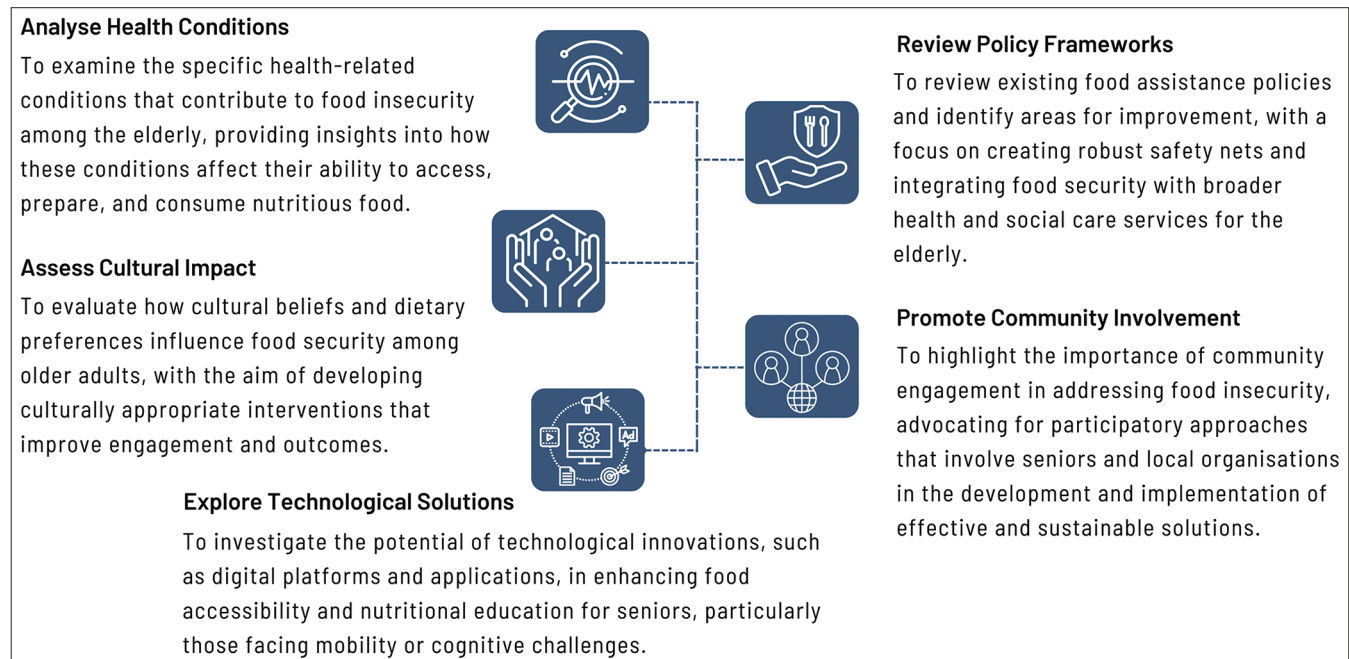 Analyse Health Conditions
To examine the specific health-related
conditions that contribute to food insecurity
among the elderly, providing insights into how
these conditions affect their ability to access,
prepare, and consume nutritious food.
Assess Cultural Impact
To evaluate how cultural beliefs and dietary
preferences influence food security among
older adults, with the aim of developing
culturally appropriate interventions that
improve engagement and outcomes.
Ad
Explore Technological Solutions
To investigate the potential of technological innovations, such
as digital platforms and applications, in enhancing food
accessibility and nutritional education for seniors, particularly
those facing mobility or cognitive challenges.
Review Policy Frameworks
To review existing food assistance policies
and identify areas for improvement, with a
focus on creating robust safety nets and
integrating food security with broader
health and social care services for the
elderly.
Promote Community Involvement
To highlight the importance of community
engagement in addressing food insecurity,
advocating for participatory approaches
that involve seniors and local organisations
in the development and implementation of
effective and sustainable solutions.